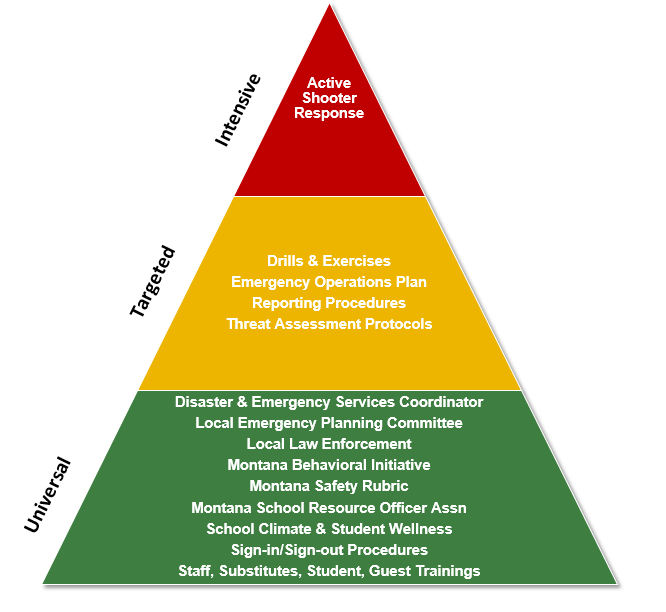 Intensive
Active
Shooter
Response
Targeted
Drills & Exercises
Emergency Operations Plan
Reporting Procedures
Threat Assessment Protocols
Universal
Disaster & Emergency Services Coordinator
Local Emergency Planning Committee
Local Law Enforcement
Montana Behavioral Initiative
Montana Safety Rubric
Montana School Resource Officer Assn
School Climate & Student Wellness
Sign-in/Sign-out Procedures
Staff, Substitutes, Student, Guest Trainings